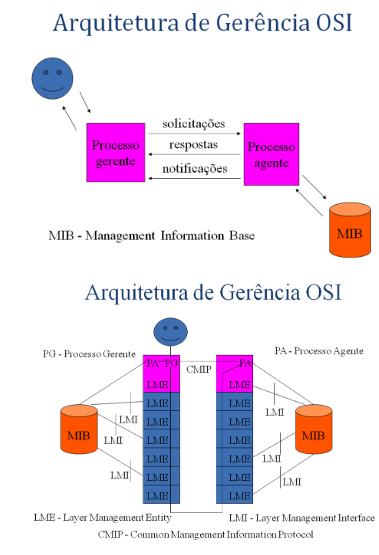 Arquitetura de Gerência OSI
solicitações
Processo gerente
respostas
Processo agente
notificações
MIB - Management Information Base
MIB
Arquitetura de Gerência OSI
PG - Processo Gerente
PA - Processo Agente
PA PG
CMIP
PA
LME
LME
LME
LME
LMI
LMI
LME
LME
MIB
LMI
LMI
MIB
LME
LME
LME
LME
LMI
LMI
LME
LME
LME
LME
LME - Layer Management Entity
LMI - Layer Management Interface
CMIP - Common Management Information Protocol